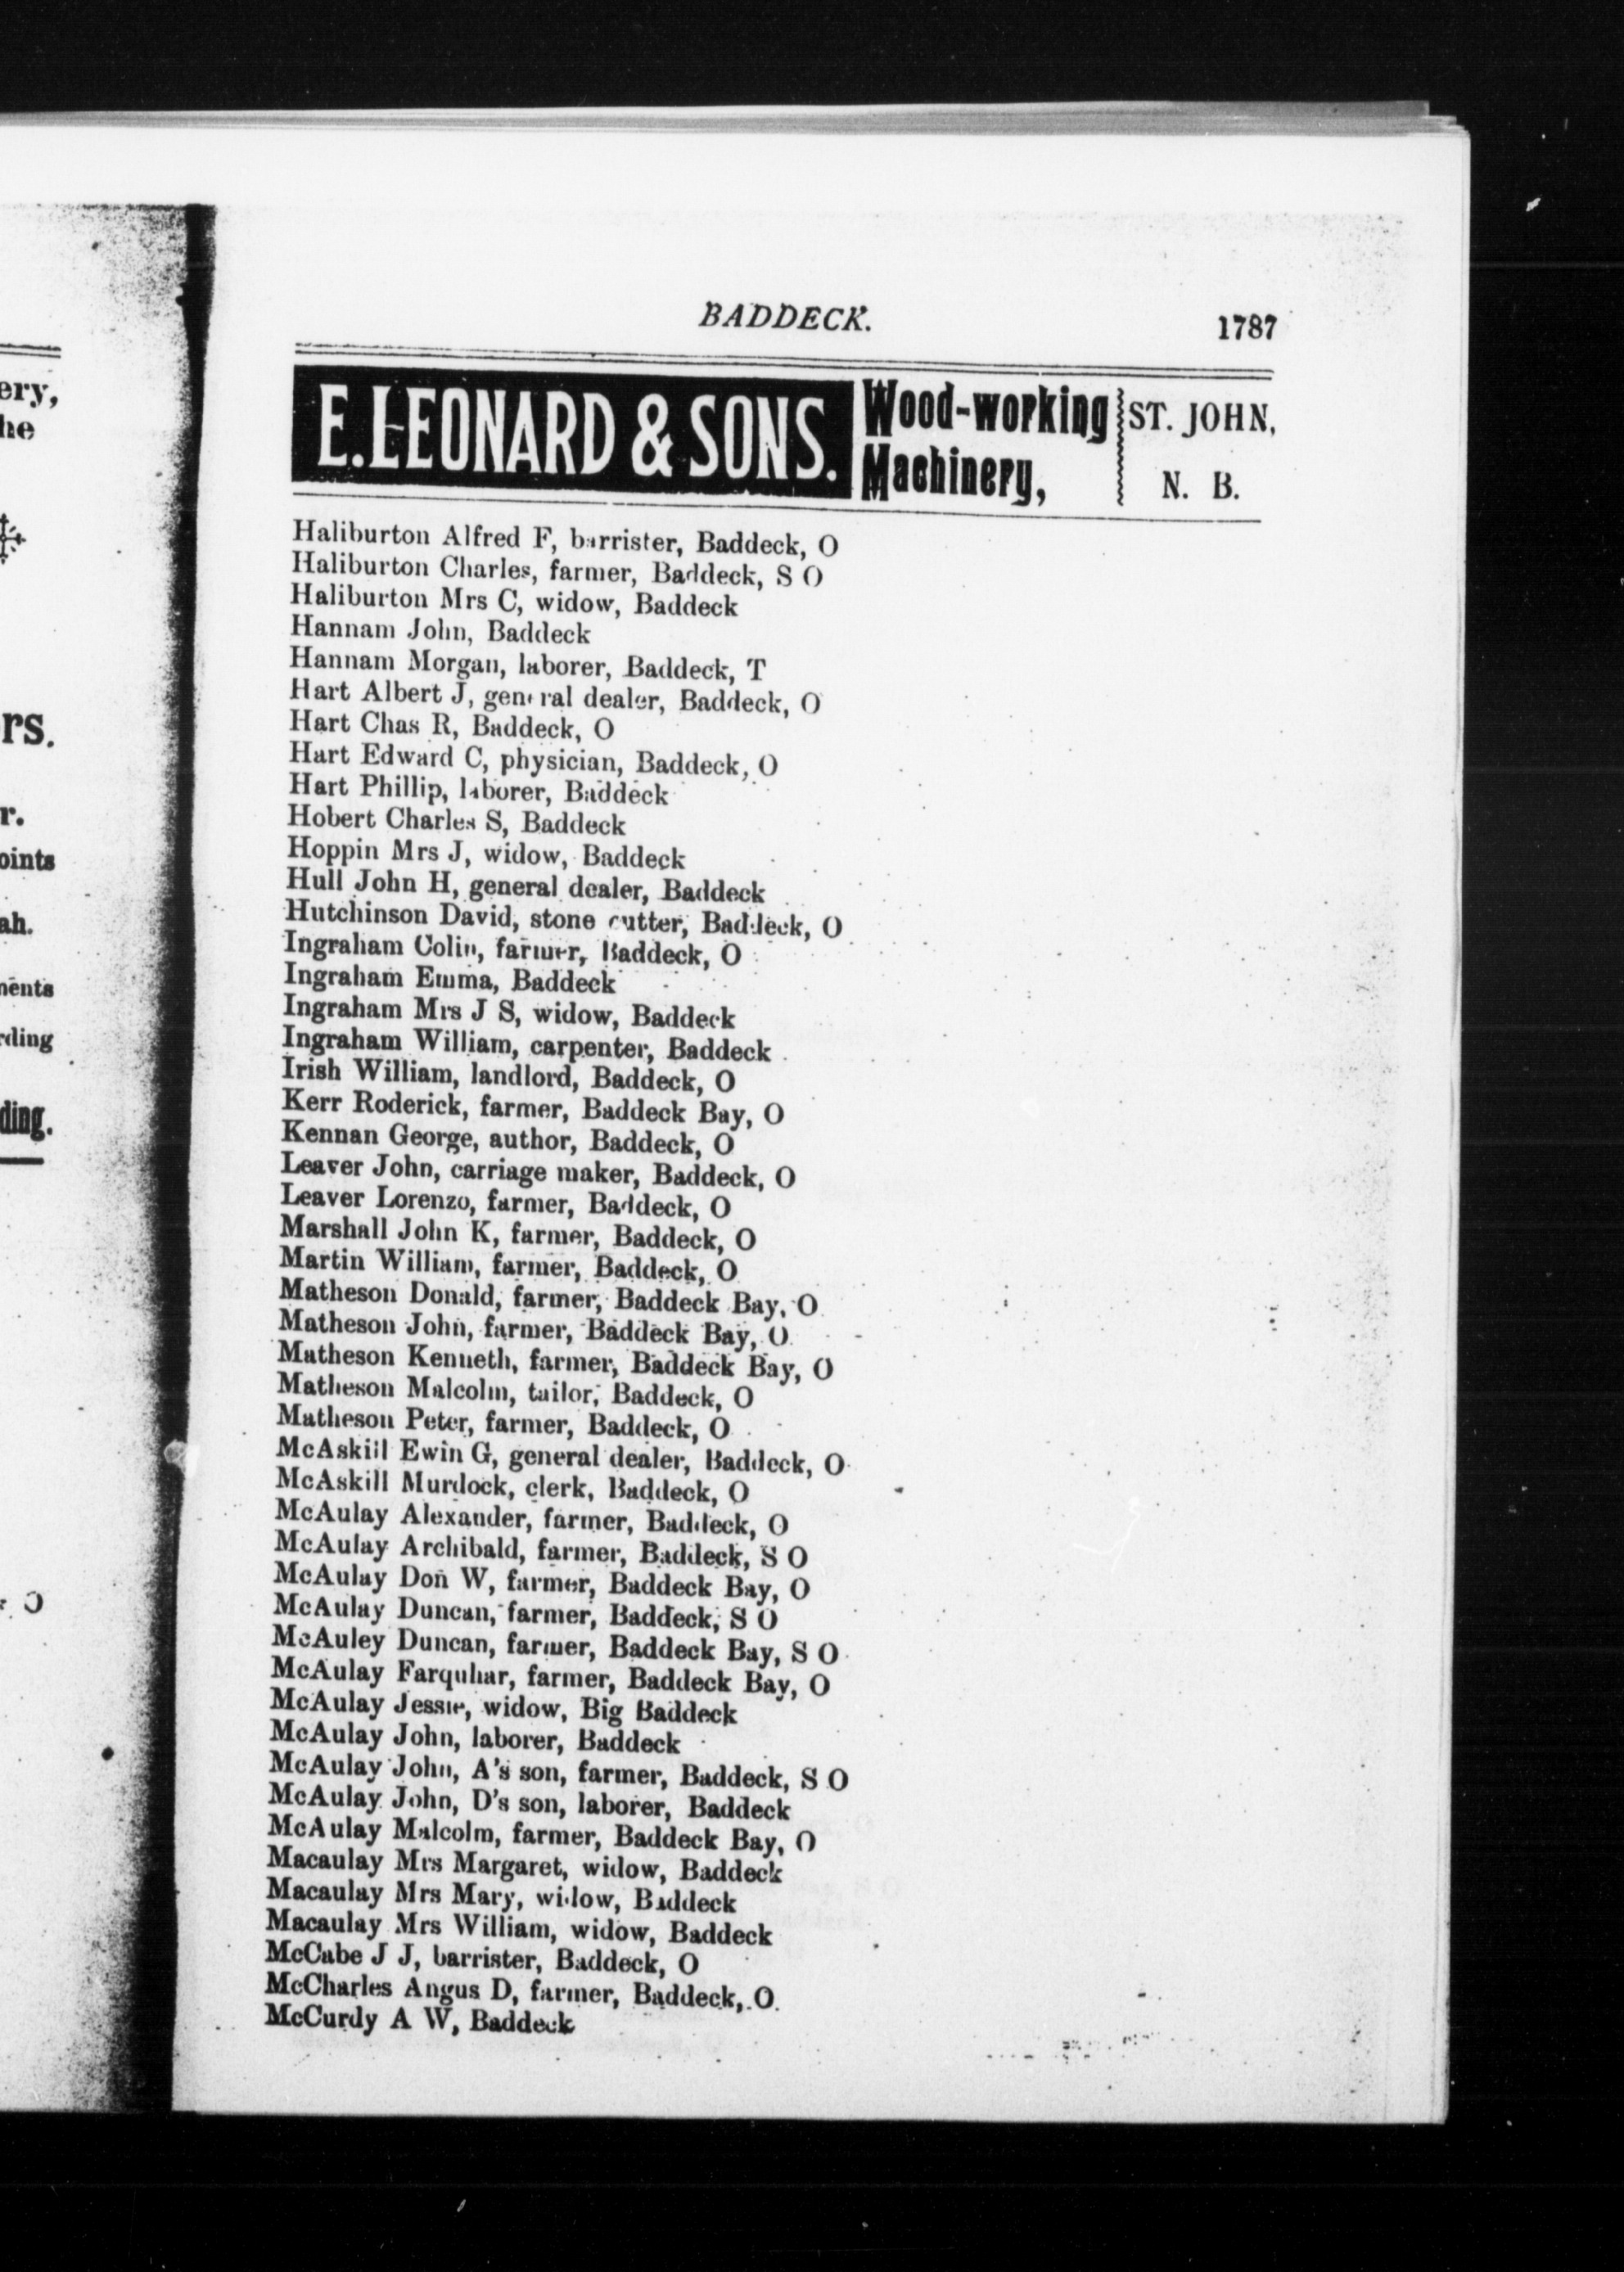 ery,
he
rs.
r.
oints
ah.
nents
rding
ding.
O
BADDECK.
1787
E. LEONARD & SONS.
Wood-working
Machinery,
ST. JOHN,
N. B.
Haliburton Alfred F, barrister, Baddeck, O
Haliburton Charles, farmer, Baddeck, S O
Haliburton Mrs C, widow, Baddeck
Hannam John, Baddeck
Hannam Morgan, laborer, Baddeck, T
Hart Albert J, general dealer, Baddeck, O
Hart Chas R, Baddeck, O
Hart Edward C, physician, Baddeck, O
Hart Phillip, laborer, Baddeck
Hobert Charles S, Baddeck
Hoppin Mrs J, widow, Baddeck
Hull John H, general dealer, Baddeck
Hutchinson David, stone cutter, Baddeck, O
Ingraham Colin, farmer, Baddeck, O
Ingraham Emma, Baddeck
Ingraham Mrs J S, widow, Baddeck
Ingraham William, carpenter, Baddeck
Irish William, landlord, Baddeck, O
Kerr Roderick, farmer, Baddeck Bay, O
Kennan George, author, Baddeck, O
Leaver John, carriage maker, Baddeck, O
Leaver Lorenzo, farmer, Baddeck, O
Marshall John K, farmer, Baddeck, O
Martin William, farmer, Baddeck, O
Matheson Donald, farmer, Baddeck Bay, O
Matheson John, farmer, Baddeck Bay, O
Matheson Kenneth, farmer, Baddeck Bay, O
Matheson Malcolm, tailor, Baddeck, O
Matheson Peter, farmer, Baddeck, O
McAskill Ewin G, general dealer, Baddeck, O
McAskill Murdock, clerk, Baddeck, O
McAulay Alexander, farmer, Baddeck, O
McAulay Archibald, farmer, Baddeck, S O
McAulay Don W, farmer, Baddeck Bay, O
McAulay Duncan, farmer, Baddeck, S O
McAuley Duncan, farmer, Baddeck Bay, S O
McAulay Farquhar, farmer, Baddeck Bay, O
McAulay Jessie, widow, Big Baddeck
McAulay John, laborer, Baddeck
McAulay John, A's son, farmer, Baddeck, S O
McAulay John, D's son, laborer, Baddeck
McAulay Malcolm, farmer, Baddeck Bay, O
Macaulay Mrs Margaret, widow, Baddeck
Macaulay Mrs Mary, widow, Baddeck
Macaulay Mrs William, widow, Baddeck
McCabe J J, barrister, Baddeck, O
McCharles Angus D, farmer, Baddeck, O
McCurdy A W, Baddeck